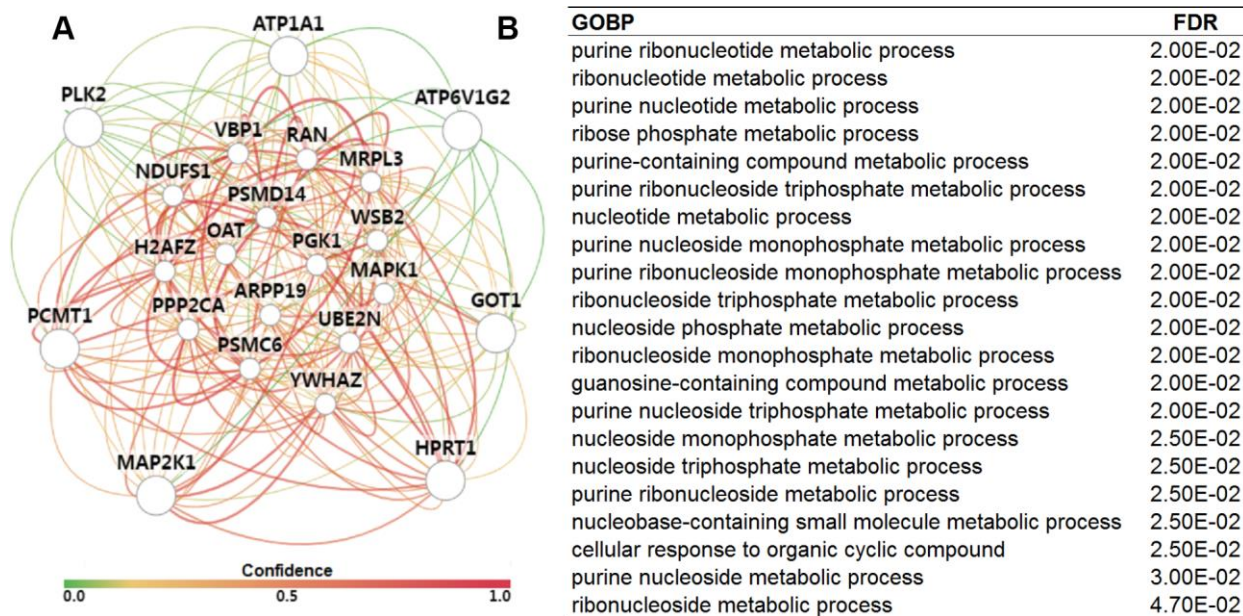 A
B
ATP1A1
PLK2
ATP6V1G2
VBP1
RAN
MRPL3
NDUFS1
PSMD14
WSB2
OAT
PGK1
H2AFZ
MAPK1
ARPP19
PPP2CA
GOT1
PCMT1
UBE2N
PSMC6
YWHAZ
HPRT1
MAP2K1
Confidence
0.0 0.5 1.0
GOBP FDR
purine ribonucleotide metabolic process 2.00E-02
ribonucleotide metabolic process 2.00E-02
purine nucleotide metabolic process 2.00E-02
ribose phosphate metabolic process 2.00E-02
purine-containing compound metabolic process 2.00E-02
purine ribonucleoside triphosphate metabolic process 2.00E-02
nucleotide metabolic process 2.00E-02
purine nucleoside monophosphate metabolic process 2.00E-02
purine ribonucleoside monophosphate metabolic process 2.00E-02
ribonucleoside triphosphate metabolic process 2.00E-02
nucleoside phosphate metabolic process 2.00E-02
ribonucleoside monophosphate metabolic process 2.00E-02
guanosine-containing compound metabolic process 2.00E-02
purine nucleoside triphosphate metabolic process 2.00E-02
nucleoside monophosphate metabolic process 2.50E-02
nucleoside triphosphate metabolic process 2.50E-02
purine ribonucleoside metabolic process 2.50E-02
nucleobase-containing small molecule metabolic process 2.50E-02
cellular response to organic cyclic compound 2.50E-02
purine nucleoside metabolic process 3.00E-02
ribonucleoside metabolic process 4.70E-02